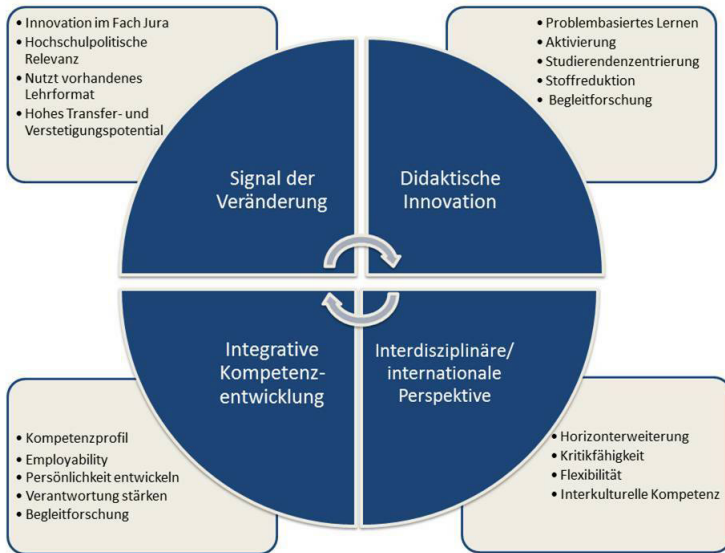 • Innovation im Fach Jura
• Hochschulpolitische
Relevanz
• Nutzt vorhandenes
Lehrformat
• Hohes Transfer- und
Verstetigungspotential
• Problembasiertes Lernen
• Aktivierung
• Studierendenzentrierung
• Stoffreduktion
• Begleitforschung
Signal der
Veränderung
Didaktische
Innovation
Integrative
Kompetenz-
entwicklung
Interdisziplinäre/
internationale
Perspektive
• Kompetenzprofil
• Employability
• Persönlichkeit entwickeln
• Verantwortung stärken
• Begleitforschung
• Horizonterweiterung
• Kritikfähigkeit
• Flexibilität
• Interkulturelle Kompetenz